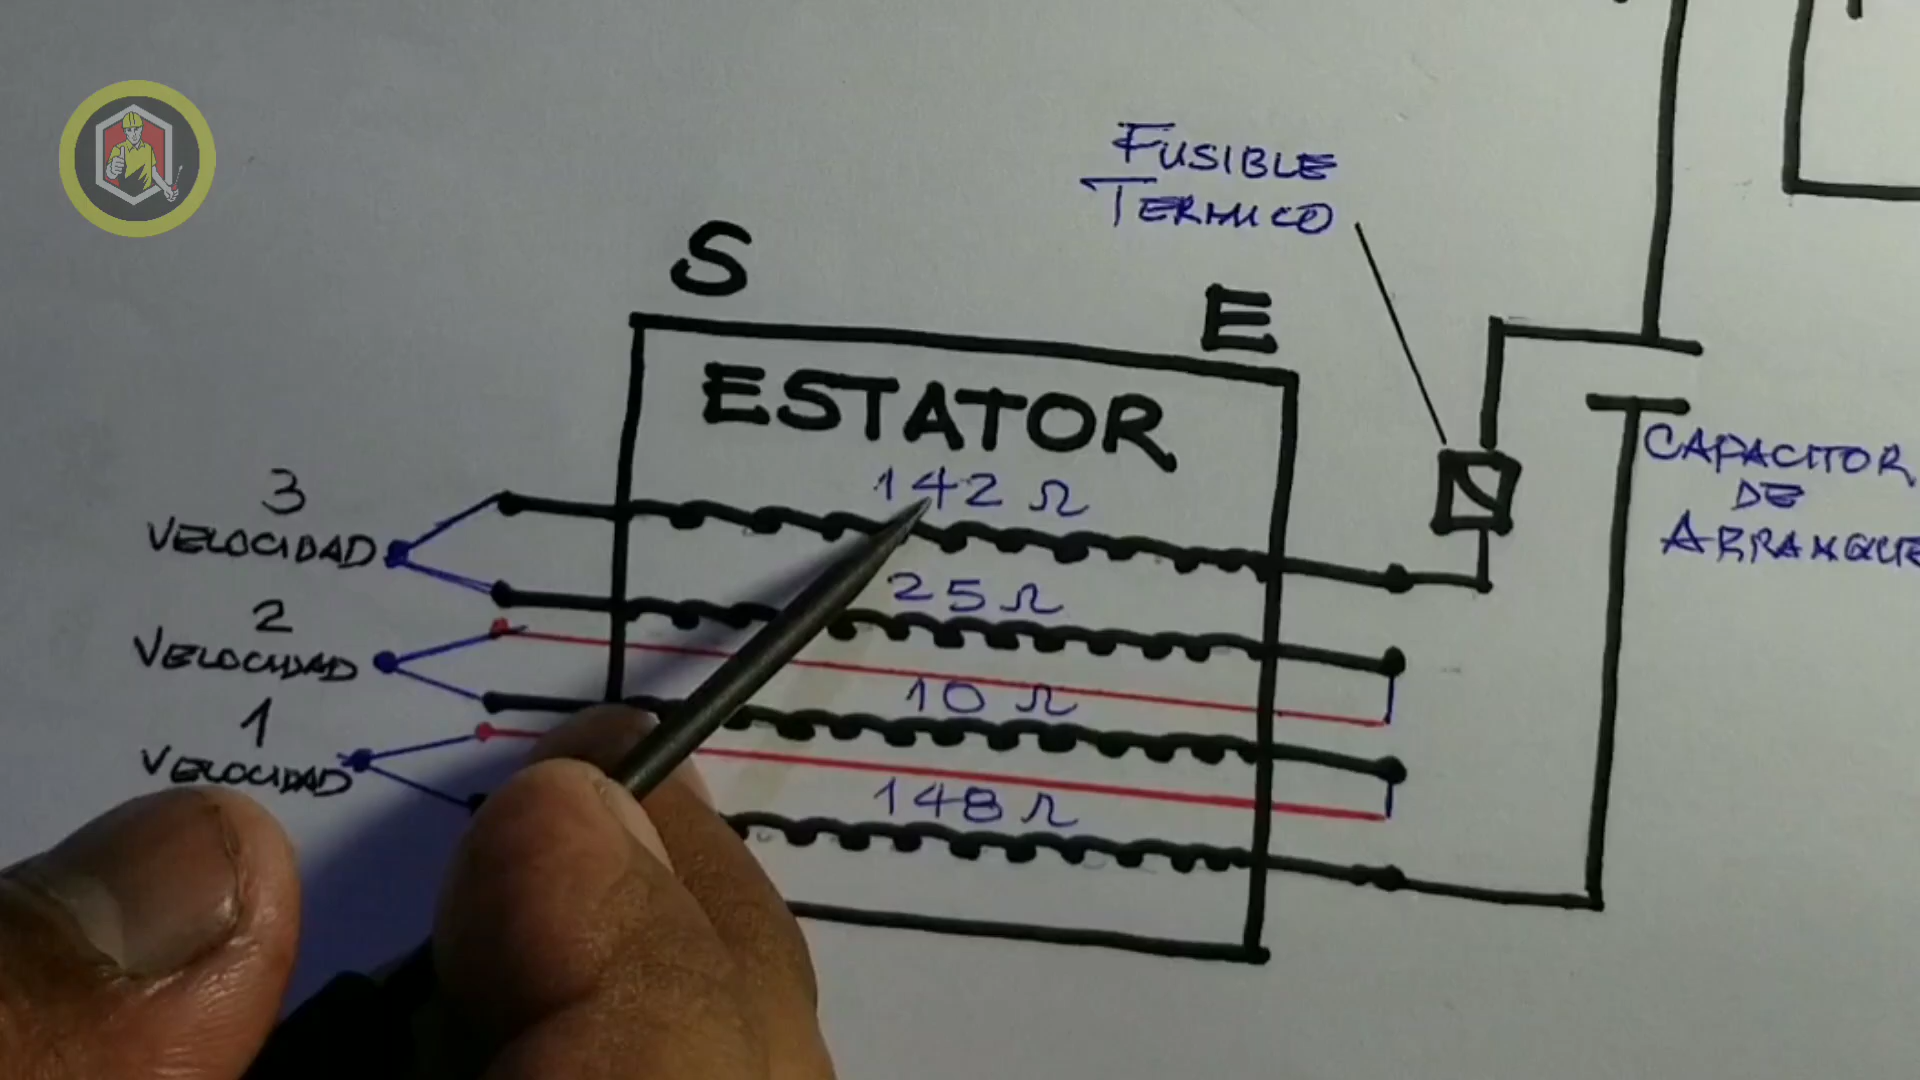 FUSIBLE
TERMICO
S
E
ESTATOR
142 Ω
3
VELOCIDAD
25 Ω
2
VELOCIDAD
10 Ω
1
VELOCIDAD
148 Ω
CAPACITOR
DE
ARRANQUE